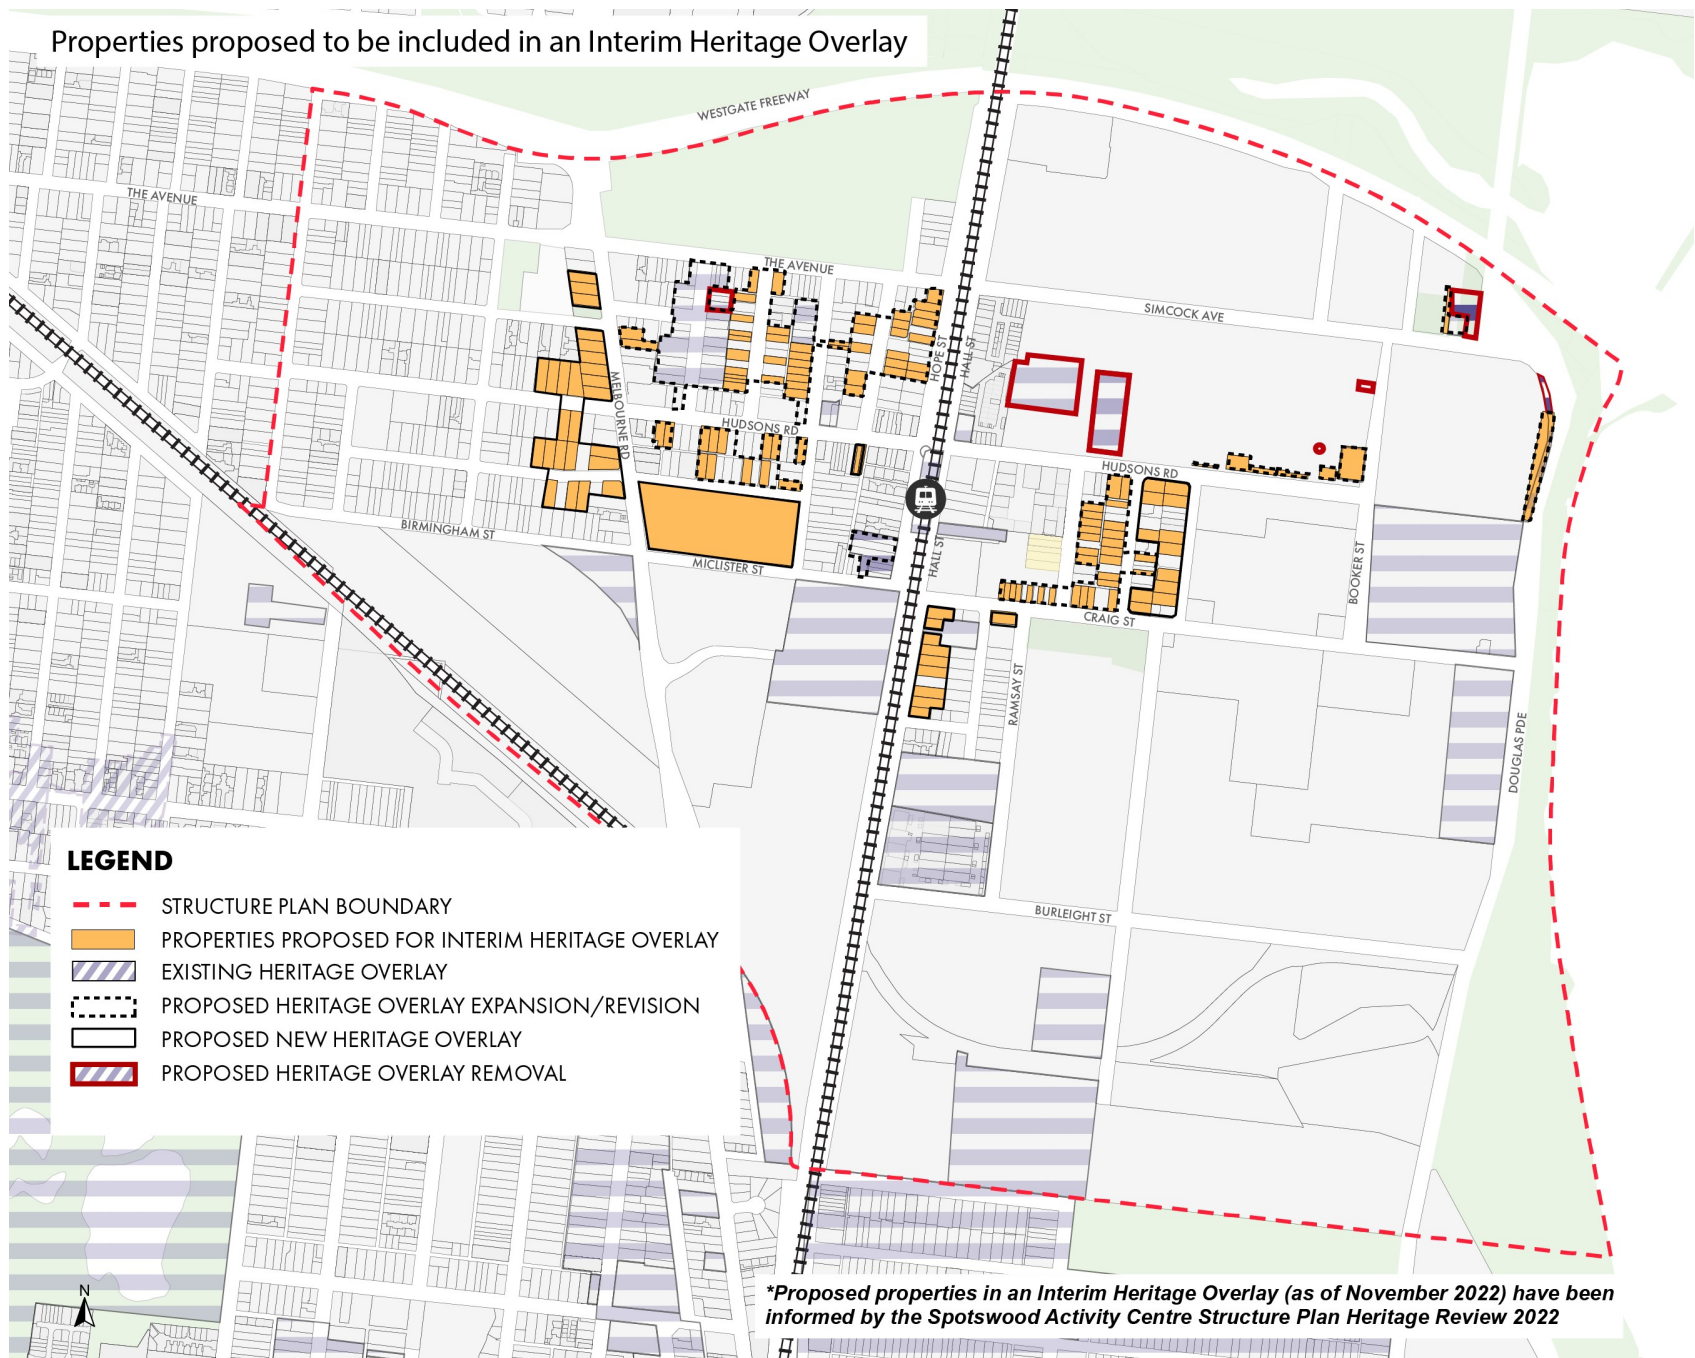 Properties proposed to be included in an Interim Heritage Overlay
WESTGATE FREEWAY
THE AVENUE
THE AVENUE
SIMCOCK AVE
HOPE ST
HALL ST
MELBOURNE RD
HUDSONS RD
HUDSONS RD
BIRMINGHAM ST
MCLISTER ST
HALL ST
BOOKER ST
CRAIG ST
RAMSAY ST
DOUGLAS PDE
BURLEIGHT ST
LEGEND
STRUCTURE PLAN BOUNDARY
PROPERTIES PROPOSED FOR INTERIM HERITAGE OVERLAY
EXISTING HERITAGE OVERLAY
PROPOSED HERITAGE OVERLAY EXPANSION/REVISION
PROPOSED NEW HERITAGE OVERLAY
PROPOSED HERITAGE OVERLAY REMOVAL
N
*Proposed properties in an Interim Heritage Overlay (as of November 2022) have been
informed by the Spotswood Activity Centre Structure Plan Heritage Review 2022